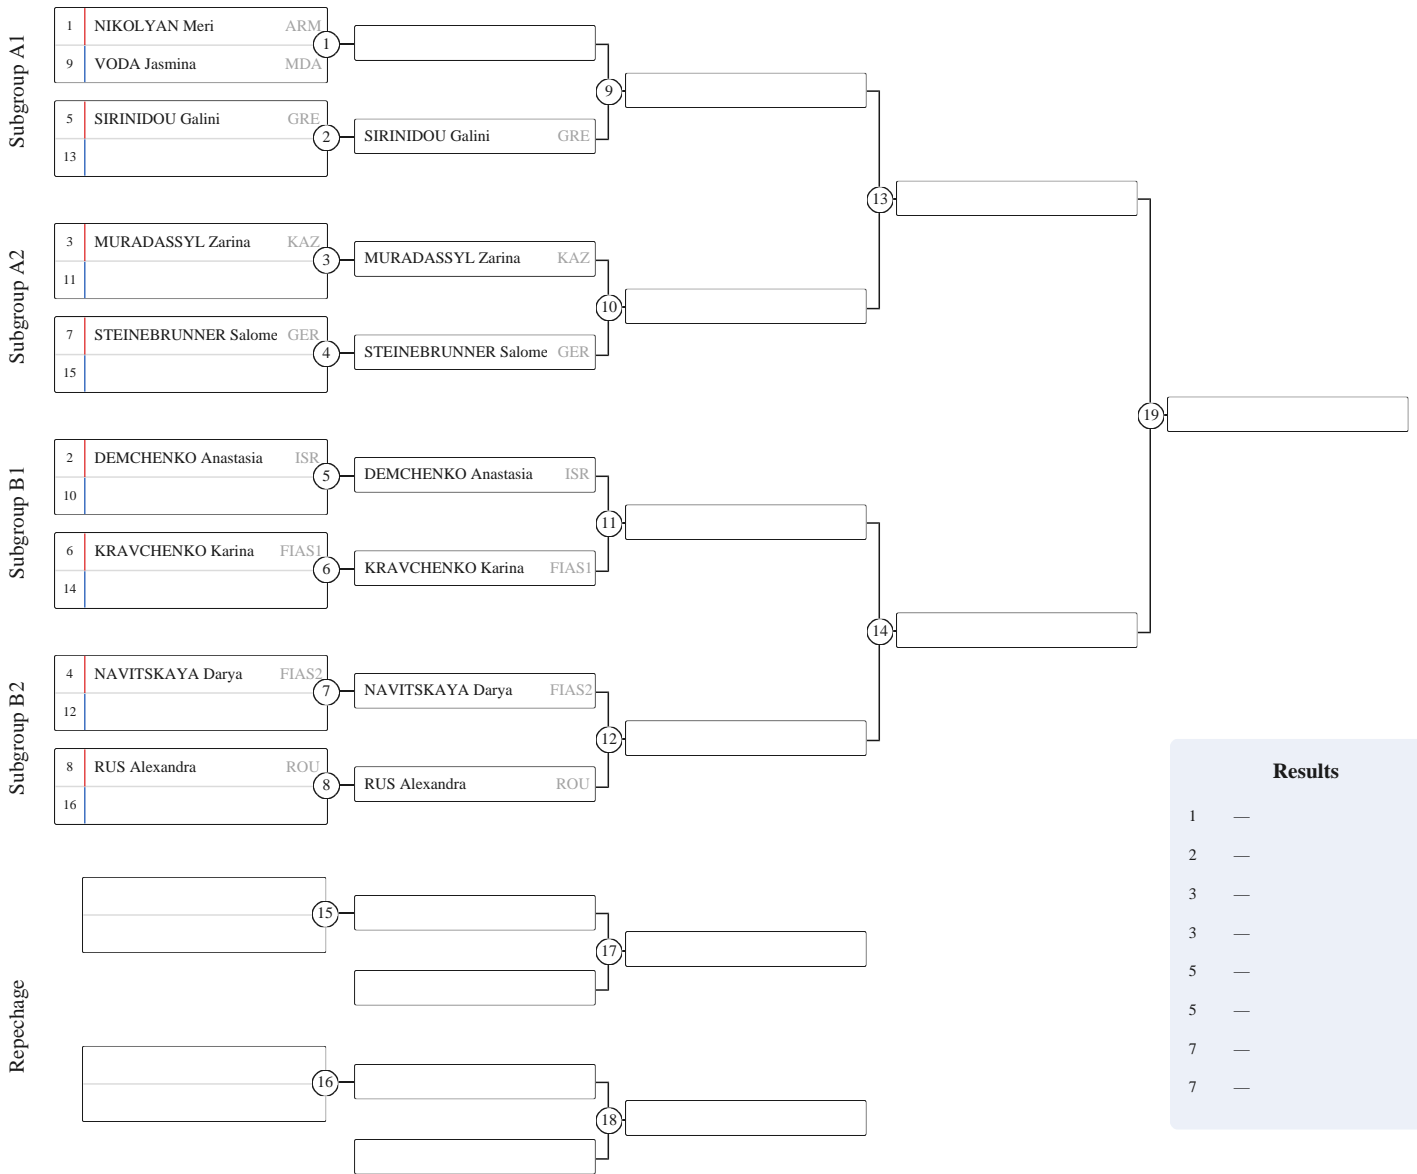 Subgroup A1
1 NIKOLYAN Meri ARM
9 VODA Jasmina MDA
1
5 SIRINIDOU Galini GRE
13
2
SIRINIDOU Galini GRE
9
Subgroup A2
3 MURADASSYL Zarina KAZ
11
3
MURADASSYL Zarina KAZ
7 STEINEBRUNNER Salome GER
15
4
STEINEBRUNNER Salome GER
10
13
Subgroup B1
2 DEMCHENKO Anastasia ISR
10
5
DEMCHENKO Anastasia ISR
6 KRAVCHENKO Karina FIAS1
14
6
KRAVCHENKO Karina FIAS1
11
Subgroup B2
4 NAVITSKAYA Darya FIAS2
12
7
NAVITSKAYA Darya FIAS2
8 RUS Alexandra ROU
16
8
RUS Alexandra ROU
12
14
19
Repechage
15
17
16
18
Results
1 —
2 —
3 —
3 —
5 —
5 —
7 —
7 —